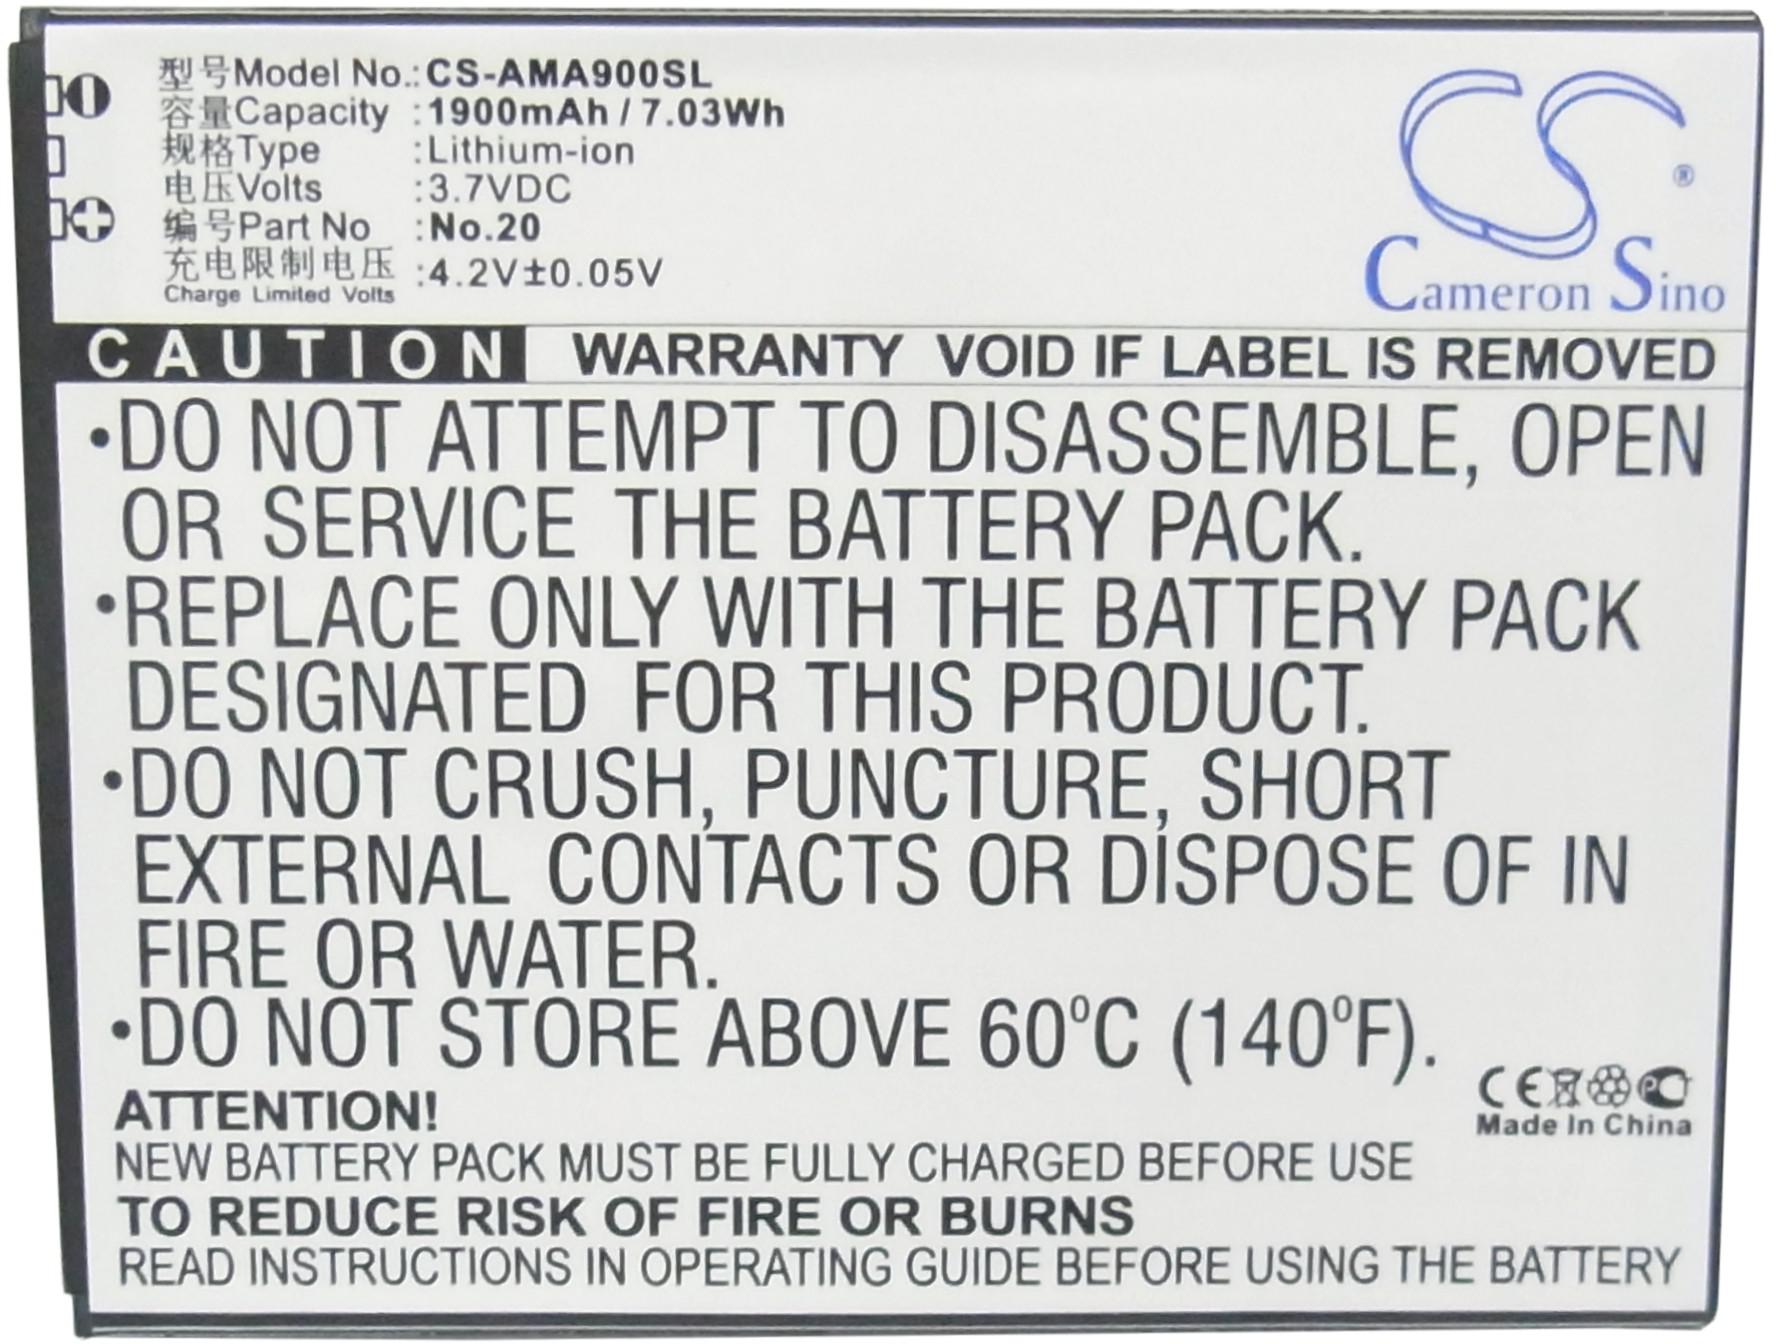 型号Model No.:CS-AMA900SL
容量Capacity :1900mAh / 7.03Wh
规格Type :Lithium-ion
电压Volts :3.7VDC
编号Part No :No.20
充电限制电压 :4.2V±0.05V
Charge Limited Volts
CS®
Cameron Sino
CAUTION WARRANTY VOID IF LABEL IS REMOVED
•DO NOT ATTEMPT TO DISASSEMBLE, OPEN
OR SERVICE THE BATTERY PACK.
•REPLACE ONLY WITH THE BATTERY PACK
DESIGNATED FOR THIS PRODUCT.
•DO NOT CRUSH, PUNCTURE, SHORT
EXTERNAL CONTACTS OR DISPOSE OF IN
FIRE OR WATER.
•DO NOT STORE ABOVE 60°C (140°F).
CE PC
Made In China
ATTENTION!
NEW BATTERY PACK MUST BE FULLY CHARGED BEFORE USE
TO REDUCE RISK OF FIRE OR BURNS
READ INSTRUCTIONS IN OPERATING GUIDE BEFORE USING THE BATTERY